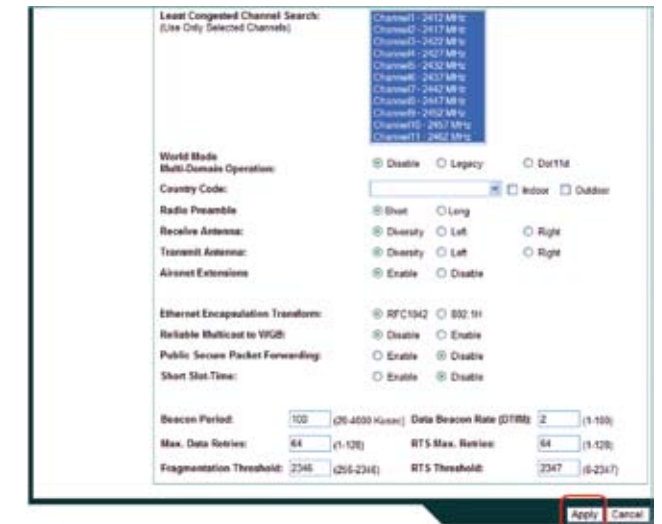 Least Congested Channel Search:
(Use Only Selected Channels)
Channel1 - 2412 MHz
Channel2 - 2417 MHz
Channel3 - 2422 MHz
Channel4 - 2427 MHz
Channel5 - 2432 MHz
Channel6 - 2437 MHz
Channel7 - 2442 MHz
Channel8 - 2447 MHz
Channel9 - 2452 MHz
Channel10 - 2457 MHz
Channel11 - 2462 MHz
World Mode
Multi-Domain Operation: Disable Legacy Dot11d
Country Code: Indoor Outdoor
Radio Preamble Short Long
Receive Antenna: Diversity Left Right
Transmit Antenna: Diversity Left Right
Aironet Extensions Enable Disable
Ethernet Encapsulation Transform: RFC1042 802.1H
Reliable Multicast to WGB: Disable Enable
Public Secure Packet Forwarding: Enable Disable
Short Slot-Time: Enable Disable
Beacon Period: 100 (20-4000 Kusec) Data Beacon Rate (DTIM): 2 (1-100)
Max. Data Retries: 64 (1-128) RTS Max. Retries: 64 (1-128)
Fragmentation Threshold: 2346 (256-2346) RTS Threshold: 2347 (0-2347)
Apply Cancel